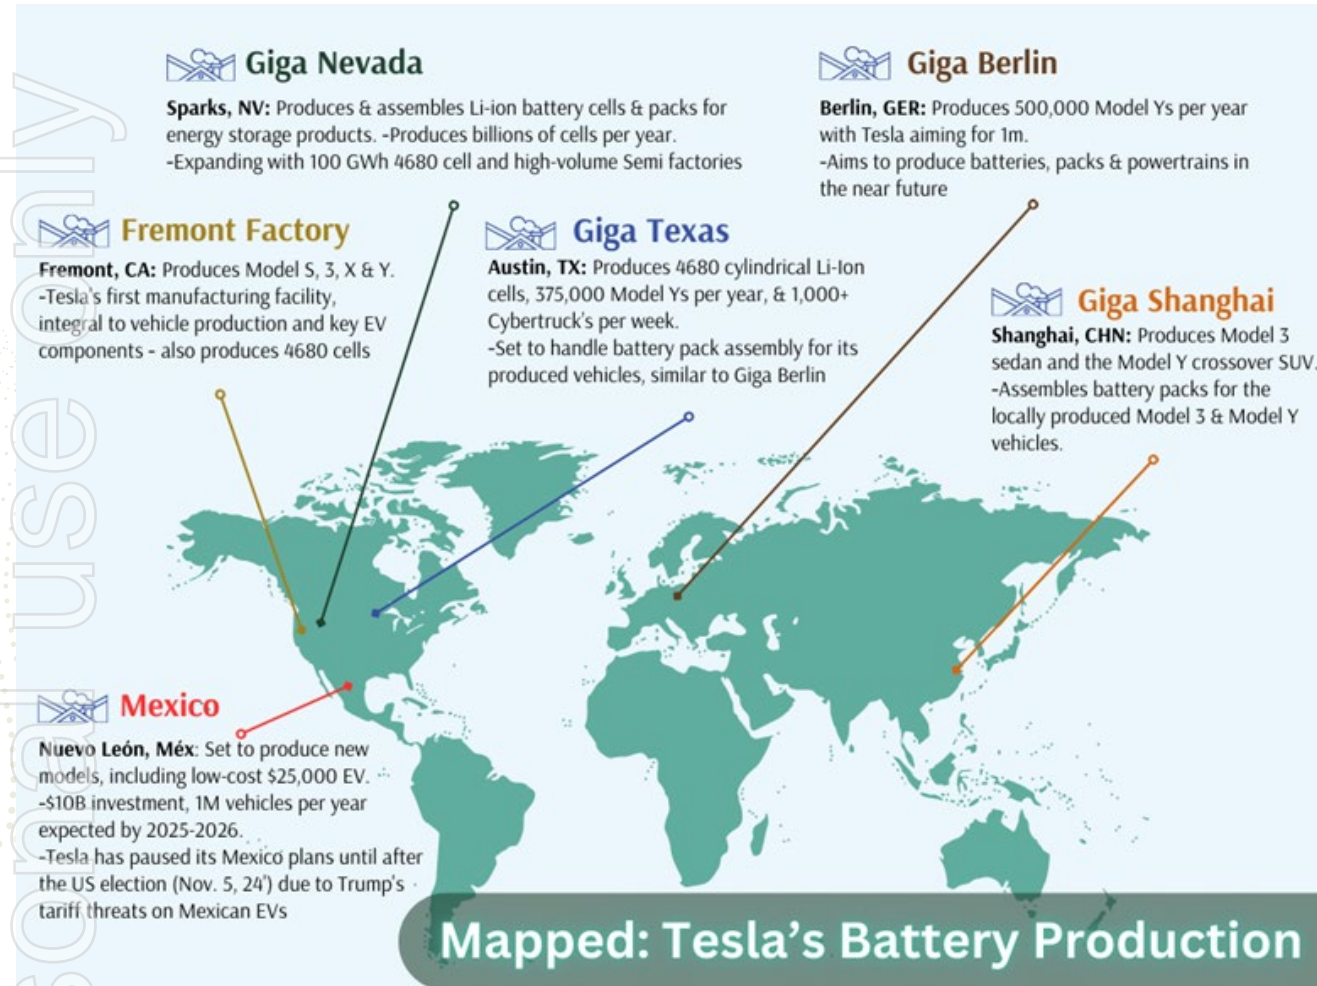 Giga Nevada
Sparks, NV: Produces & assembles Li-ion battery cells & packs for
energy storage products. -Produces billions of cells per year.
-Expanding with 100 GWh 4680 cell and high-volume Semi factories
Giga Berlin
Berlin, GER: Produces 500,000 Model Ys per year
with Tesla aiming for 1m.
-Aims to produce batteries, packs & powertrains in
the near future
Fremont Factory
Fremont, CA: Produces Model S, 3, X & Y.
-Tesla's first manufacturing facility,
integral to vehicle production and key EV
components - also produces 4680 cells
Giga Texas
Austin, TX: Produces 4680 cylindrical Li-Ion
cells, 375,000 Model Ys per year, & 1,000+
Cybertruck's per week.
-Set to handle battery pack assembly for its
produced vehicles, similar to Giga Berlin
Giga Shanghai
Shanghai, CHN: Produces Model 3
sedan and the Model Y crossover SUV.
-Assembles battery packs for the
locally produced Model 3 & Model Y
vehicles.
Mexico
Nuevo León, Méx: Set to produce new
models, including low-cost $25,000 EV.
-$10B investment, 1M vehicles per year
expected by 2025-2026.
-Tesla has paused its Mexico plans until after
the US election (Nov. 5, 24') due to Trump's
tariff threats on Mexican EVs
Mapped: Tesla's Battery Production
sonal use only